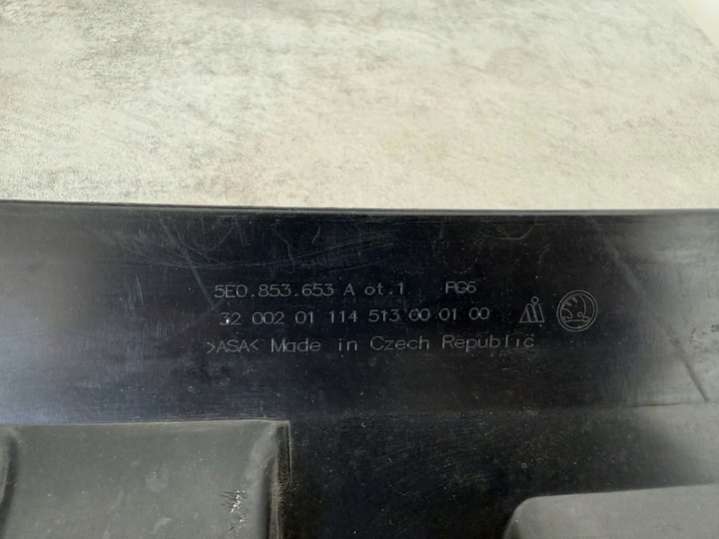 5E0.853.653 A ot.1 PG6
32 002 01 114 513 00 01 00
>ASA< Made in Czech Republic